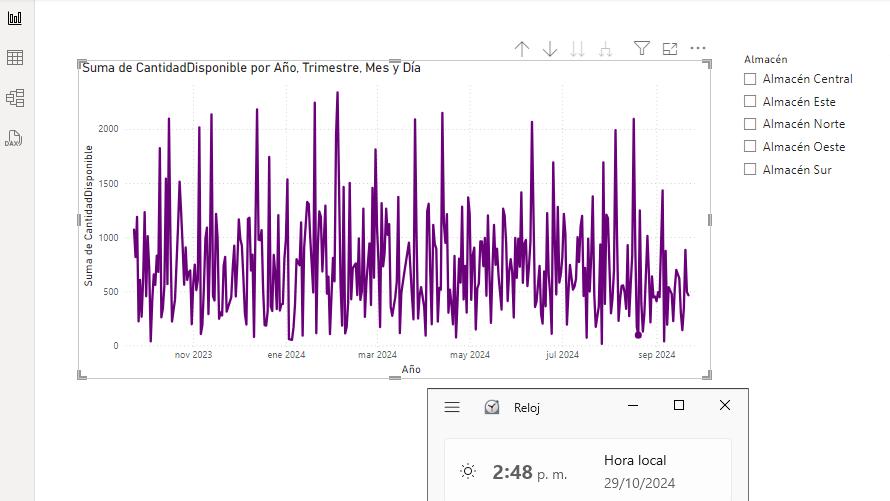 DAX
Suma de CantidadDisponible por Año, Trimestre, Mes y Día
Suma de CantidadDisponible
2000
1500
1000
500
0
nov 2023
ene 2024
mar 2024
may 2024
jul 2024
sep 2024
Año
Almacén
Almacén Central
Almacén Este
Almacén Norte
Almacén Oeste
Almacén Sur
Reloj
2:48 p. m.
Hora local
29/10/2024